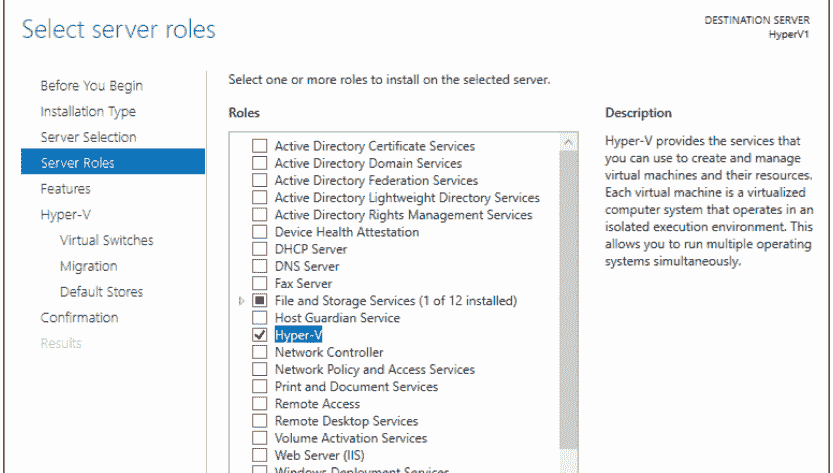 Select server roles
DESTINATION SERVER
HyperV1
Before You Begin
Installation Type
Server Selection
Server Roles
Features
Hyper-V
Virtual Switches
Migration
Default Stores
Confirmation
Results
Select one or more roles to install on the selected server.
Roles
Active Directory Certificate Services
Active Directory Domain Services
Active Directory Federation Services
Active Directory Lightweight Directory Services
Active Directory Rights Management Services
Device Health Attestation
DHCP Server
DNS Server
Fax Server
File and Storage Services (1 of 12 installed)
Host Guardian Service
Hyper-V
Network Controller
Network Policy and Access Services
Print and Document Services
Remote Access
Remote Desktop Services
Volume Activation Services
Web Server (IIS)
Windows Deployment Services
Description
Hyper-V provides the services that
you can use to create and manage
virtual machines and their resources.
Each virtual machine is a virtualized
computer system that operates in an
isolated execution environment. This
allows you to run multiple operating
systems simultaneously.